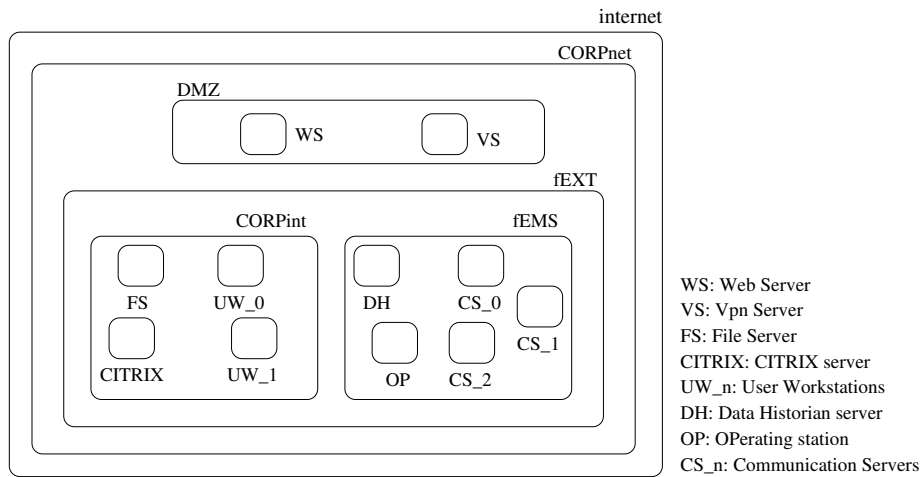 internet
CORPnet
DMZ
WS
VS
fEXT
CORPint
fEMS
FS
UW_0
DH
CS_0
CS_1
CITRIX
UW_1
OP
CS_2
WS: Web Server
VS: Vpn Server
FS: File Server
CITRIX: CITRIX server
UW_n: User Workstations
DH: Data Historian server
OP: OPerating station
CS_n: Communication Servers